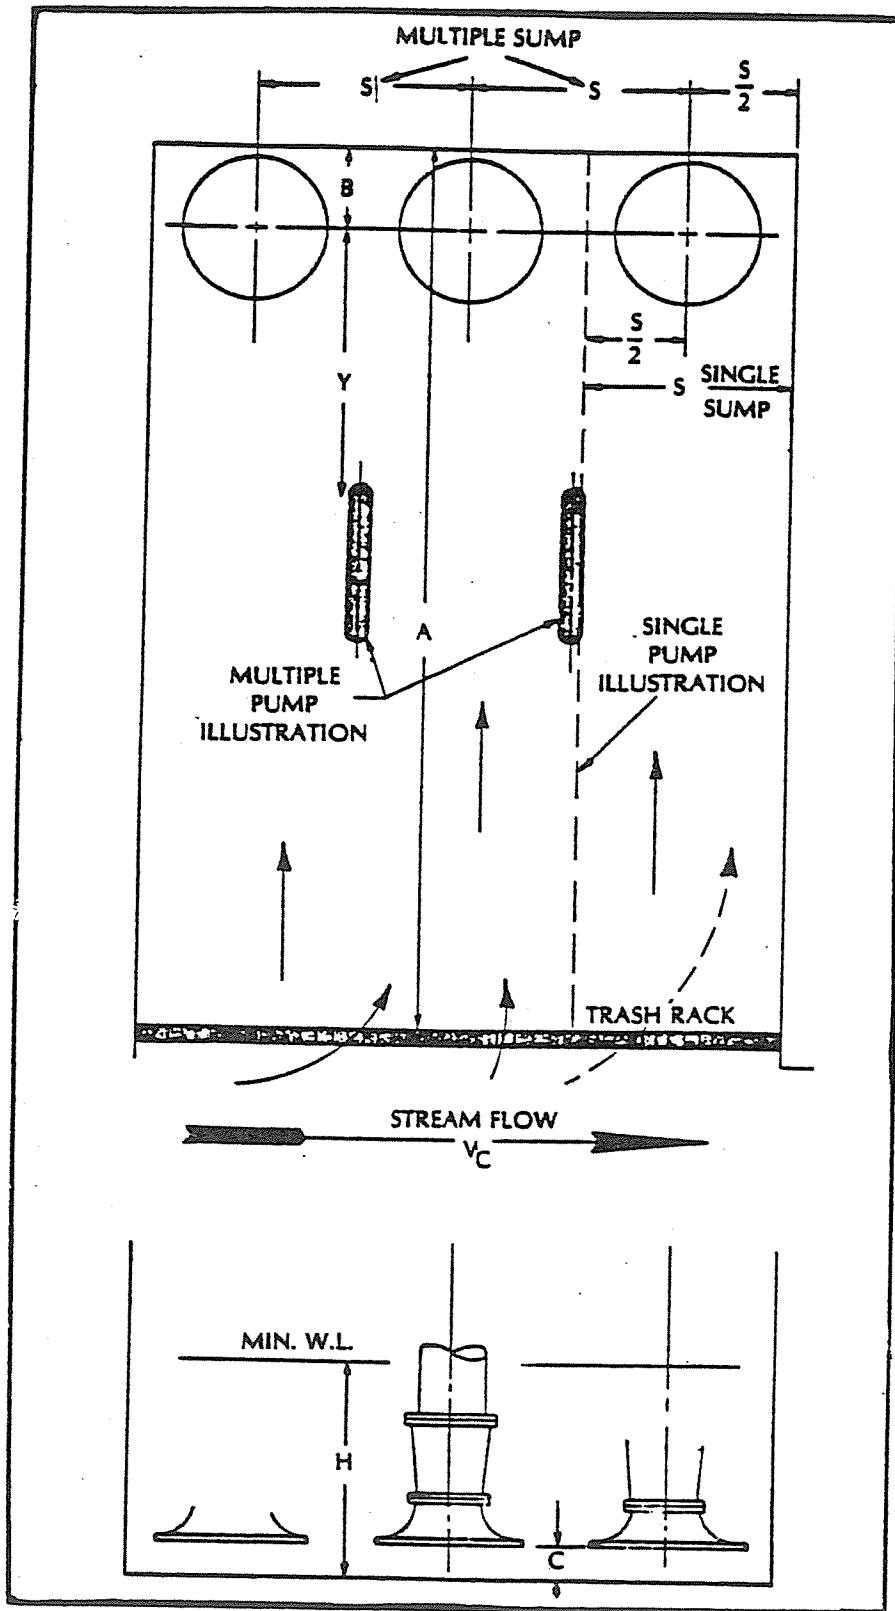 MULTIPLE SUMP
S
S
S
2
B
S
2
Y
S
SINGLE
SUMP
A
MULTIPLE
PUMP
ILLUSTRATION
SINGLE
PUMP
ILLUSTRATION
TRASH RACK
STREAM FLOW
VC
MIN. W.L.
H
C